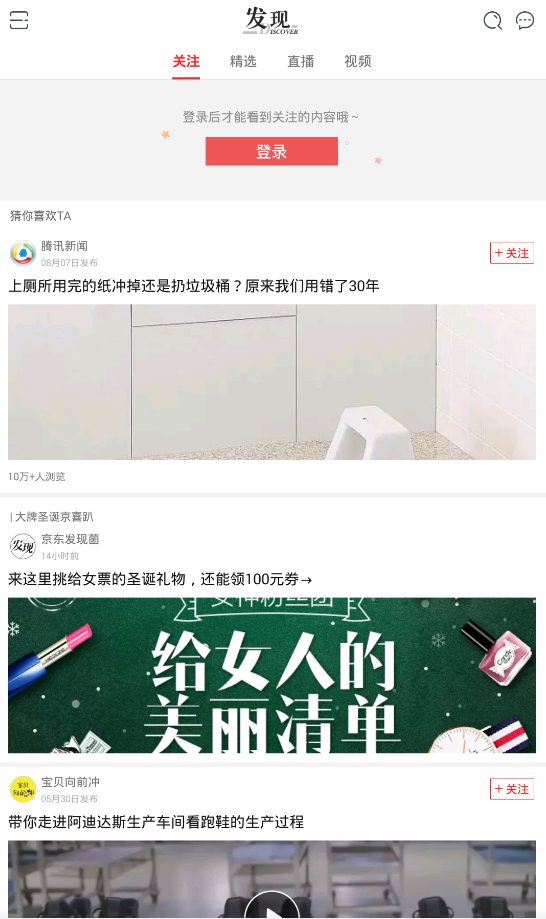 发现
DISCOVER
关注 精选 直播 视频
登录后才能看到关注的内容哦～
登录
猜你喜欢TA
腾讯新闻
08月07日发布
+关注
上厕所用完的纸冲掉还是扔垃圾桶？原来我们用错了30年
10万+人浏览
| 大牌圣诞京喜趴
发现
京东发现菌
14小时前
来这里挑给女票的圣诞礼物，还能领100元券→
女神粉丝团
给女人的
美丽清单
宝贝向前冲
05月30日发布
+关注
带你走进阿迪达斯生产车间看跑鞋的生产过程